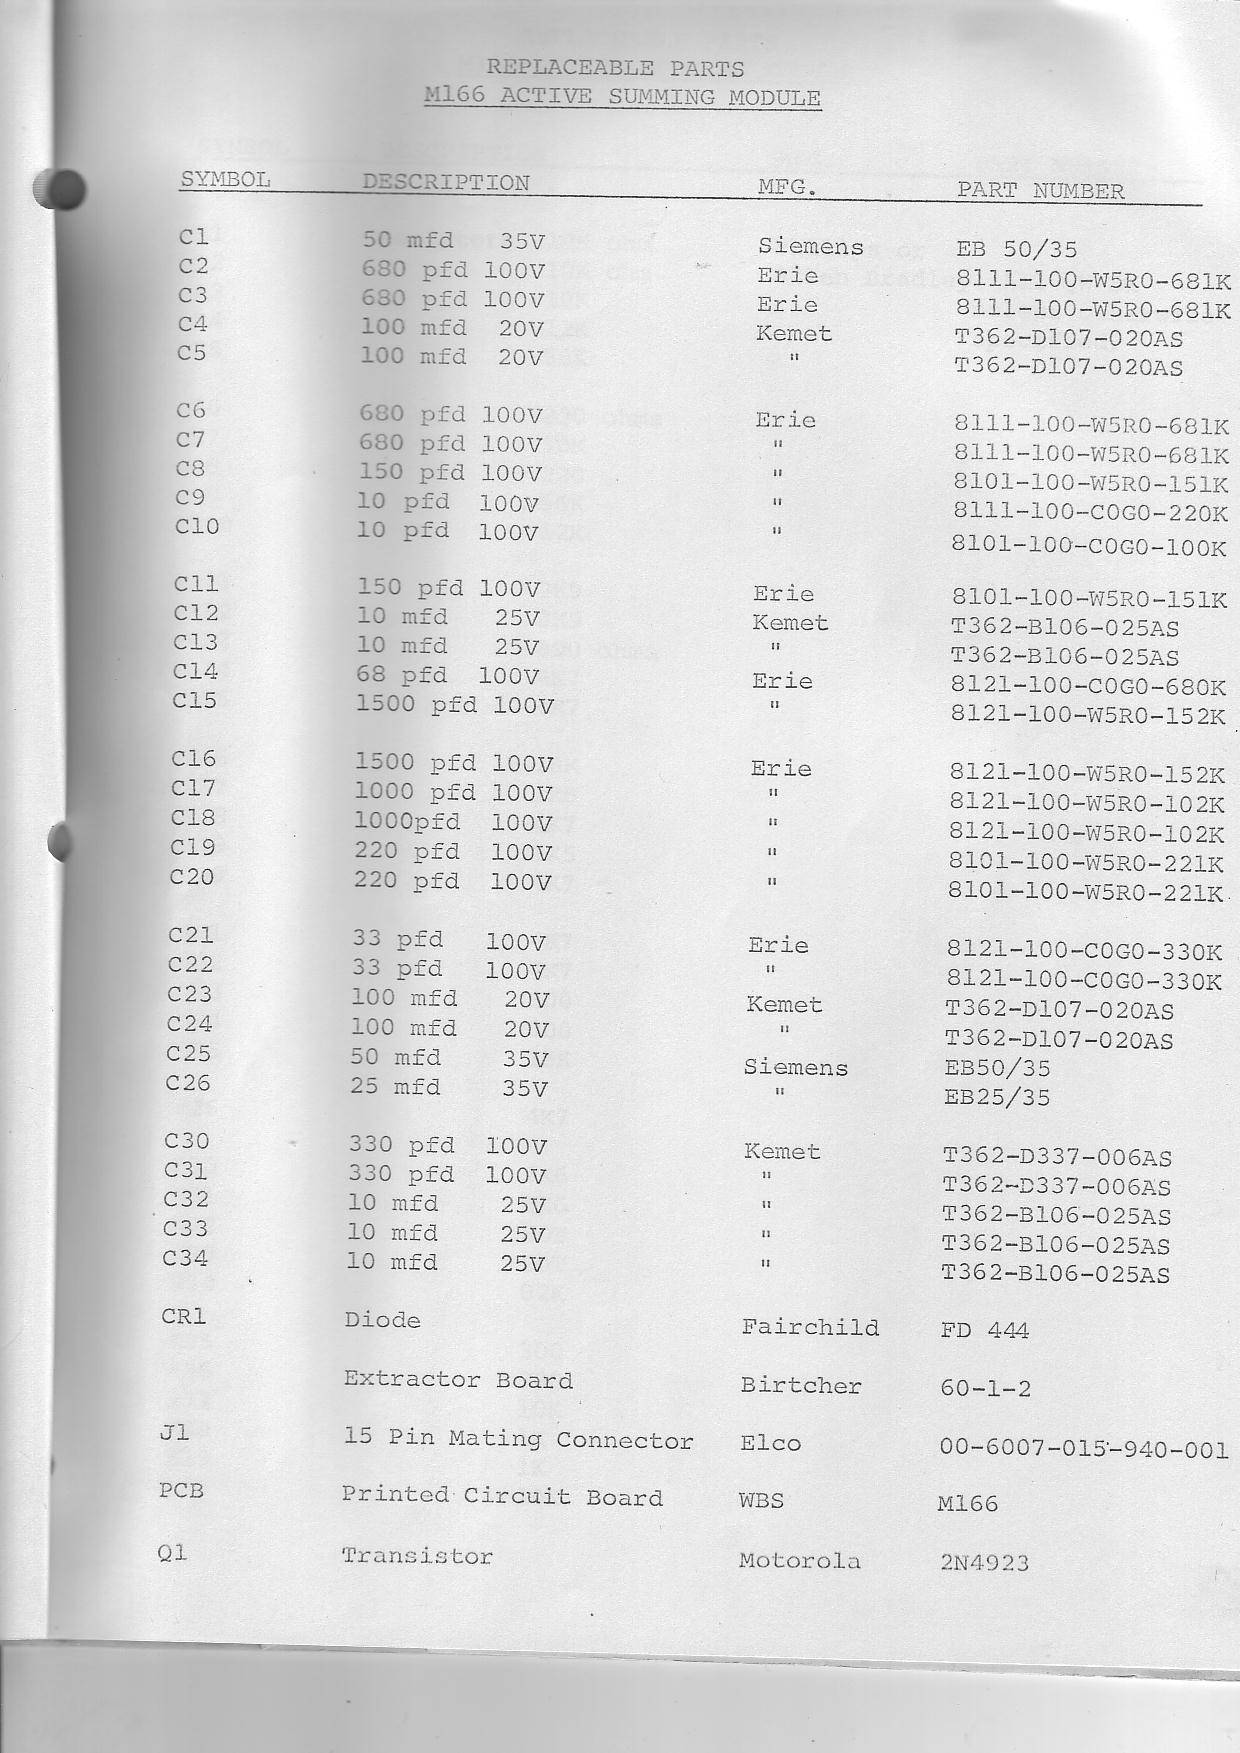 REPLACEABLE PARTS
M166 ACTIVE SUMMING MODULE
SYMBOL DESCRIPTION MFG. PART NUMBER
C1 50 mfd 35V Siemens EB 50/35
C2 680 pfd 100V Erie 8111-100-W5R0-681K
C3 680 pfd 100V Erie 8111-100-W5R0-681K
C4 100 mfd 20V Kemet T362-D107-020AS
C5 100 mfd 20V " T362-D107-020AS
C6 680 pfd 100V Erie 8111-100-W5R0-681K
C7 680 pfd 100V " 8111-100-W5R0-681K
C8 150 pfd 100V " 8101-100-W5R0-151K
C9 10 pfd 100V " 8111-100-C0G0-220K
C10 10 pfd 100V " 8101-100-C0G0-100K
C11 150 pfd 100V Erie 8101-100-W5R0-151K
C12 10 mfd 25V Kemet T362-B106-025AS
C13 10 mfd 25V " T362-B106-025AS
C14 68 pfd 100V Erie 8121-100-C0G0-680K
C15 1500 pfd 100V " 8121-100-W5R0-152K
C16 1500 pfd 100V Erie 8121-100-W5R0-152K
C17 1000 pfd 100V " 8121-100-W5R0-102K
C18 1000pfd 100V " 8121-100-W5R0-102K
C19 220 pfd 100V " 8101-100-W5R0-221K
C20 220 pfd 100V " 8101-100-W5R0-221K
C21 33 pfd 100V Erie 8121-100-C0G0-330K
C22 33 pfd 100V " 8121-100-C0G0-330K
C23 100 mfd 20V Kemet T362-D107-020AS
C24 100 mfd 20V " T362-D107-020AS
C25 50 mfd 35V Siemens EB50/35
C26 25 mfd 35V " EB25/35
C30 330 pfd 100V Kemet T362-D337-006AS
C31 330 pfd 100V " T362-D337-006AS
C32 10 mfd 25V " T362-B106-025AS
C33 10 mfd 25V " T362-B106-025AS
C34 10 mfd 25V " T362-B106-025AS
CR1 Diode Fairchild FD 444
Extractor Board Birtcher 60-1-2
J1 15 Pin Mating Connector Elco 00-6007-015-940-001
PCB Printed Circuit Board WBS M166
Q1 Transistor Motorola 2N4923